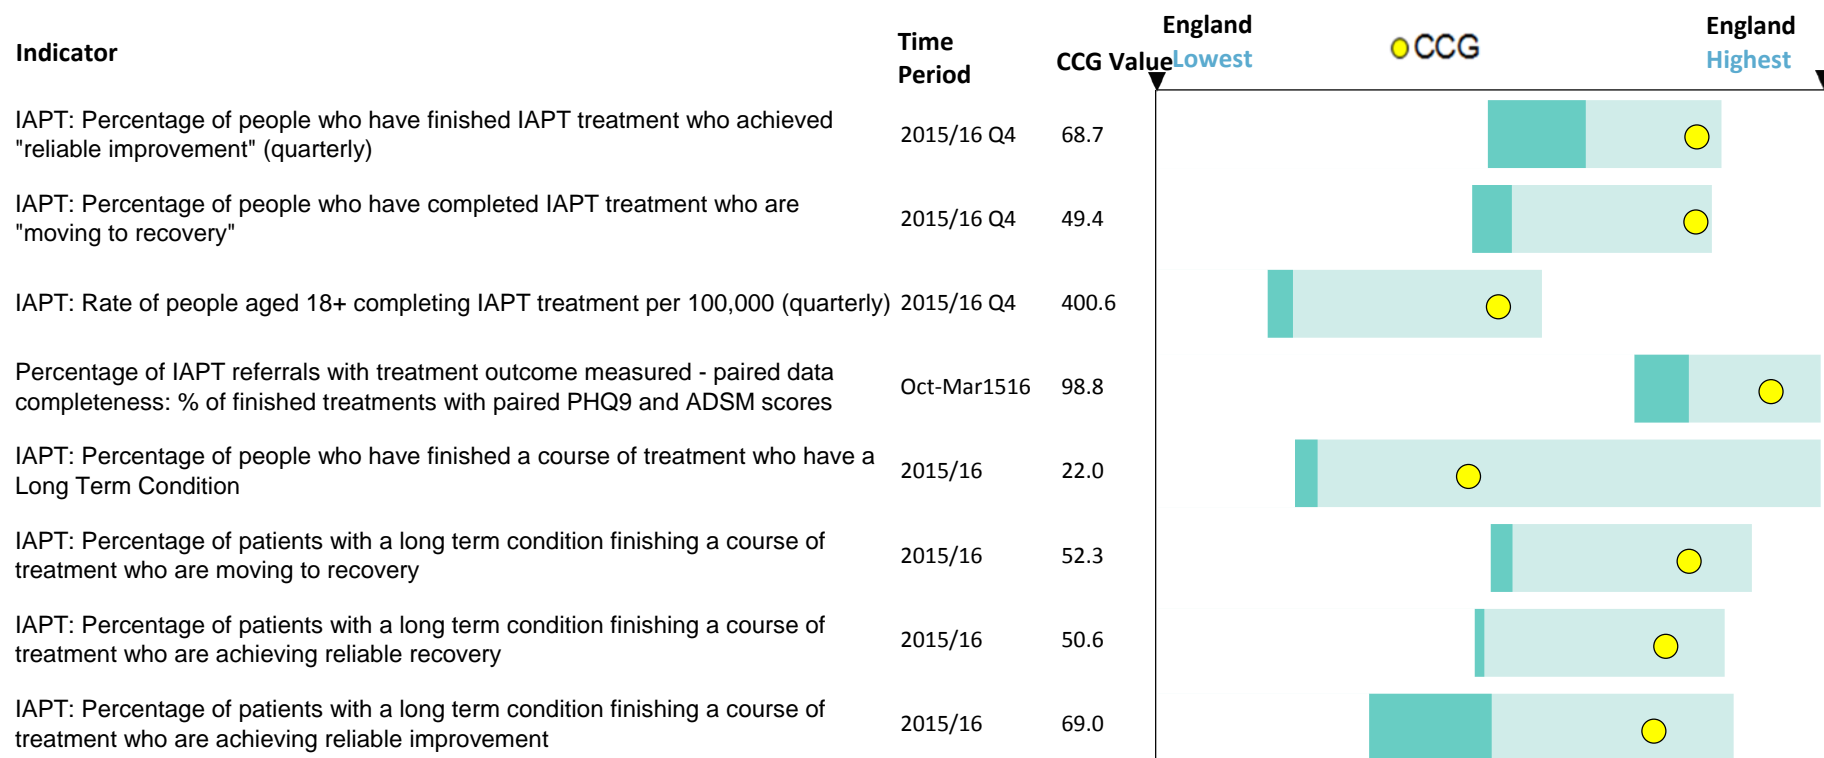 Indicator
Time
Period
CCG Value
England
Lowest
CCG
England
Highest
IAPT: Percentage of people who have finished IAPT treatment who achieved
"reliable improvement" (quarterly)
2015/16 Q4
68.7
IAPT: Percentage of people who have completed IAPT treatment who are
"moving to recovery"
2015/16 Q4
49.4
IAPT: Rate of people aged 18+ completing IAPT treatment per 100,000 (quarterly)
2015/16 Q4
400.6
Percentage of IAPT referrals with treatment outcome measured - paired data
completeness: % of finished treatments with paired PHQ9 and ADSM scores
Oct-Mar1516
98.8
IAPT: Percentage of people who have finished a course of treatment who have a
Long Term Condition
2015/16
22.0
IAPT: Percentage of patients with a long term condition finishing a course of
treatment who are moving to recovery
2015/16
52.3
IAPT: Percentage of patients with a long term condition finishing a course of
treatment who are achieving reliable recovery
2015/16
50.6
IAPT: Percentage of patients with a long term condition finishing a course of
treatment who are achieving reliable improvement
2015/16
69.0